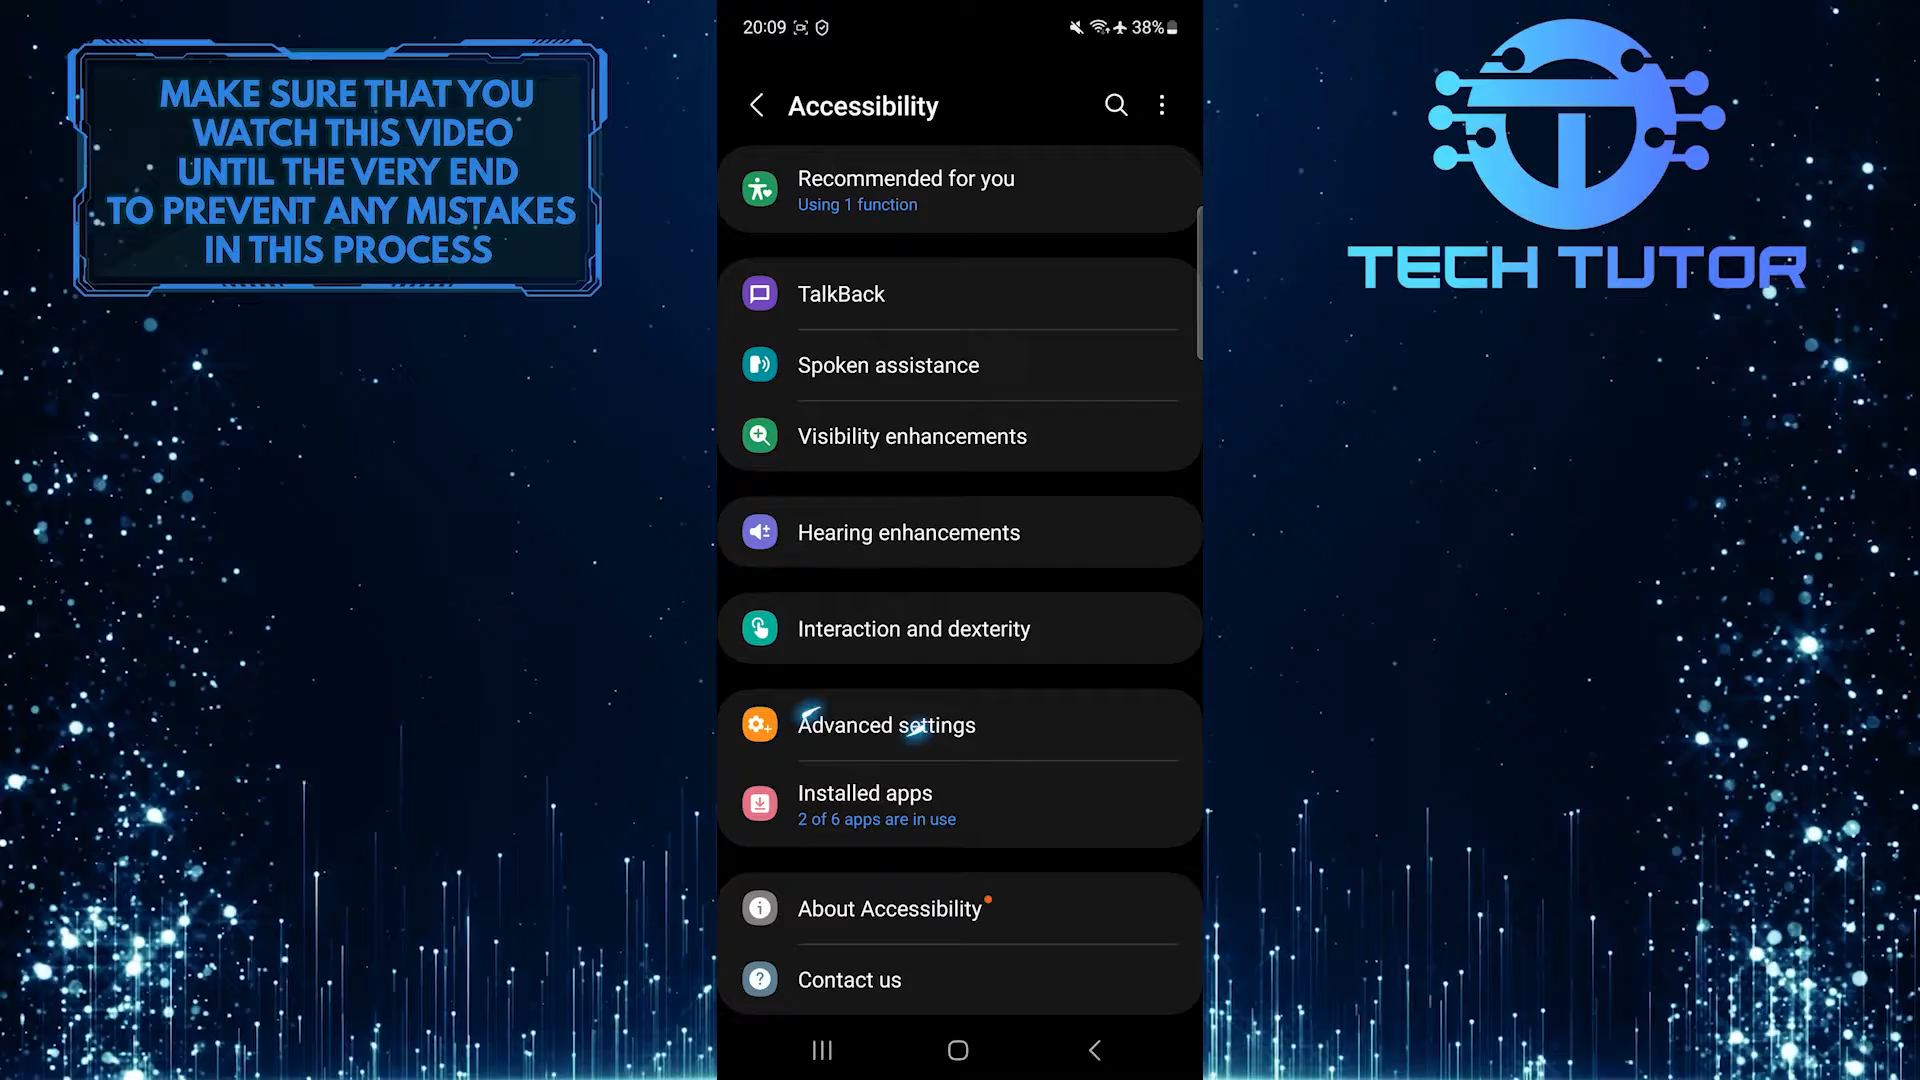 MAKE SURE THAT YOU
WATCH THIS VIDEO
UNTIL THE VERY END
TO PREVENT ANY MISTAKES
IN THIS PROCESS
20:09
38%
Accessibility
Recommended for you
Using 1 function
TalkBack
Spoken assistance
Visibility enhancements
Hearing enhancements
Interaction and dexterity
Advanced settings
Installed apps
2 of 6 apps are in use
About Accessibility
Contact us
TECH TUTOR